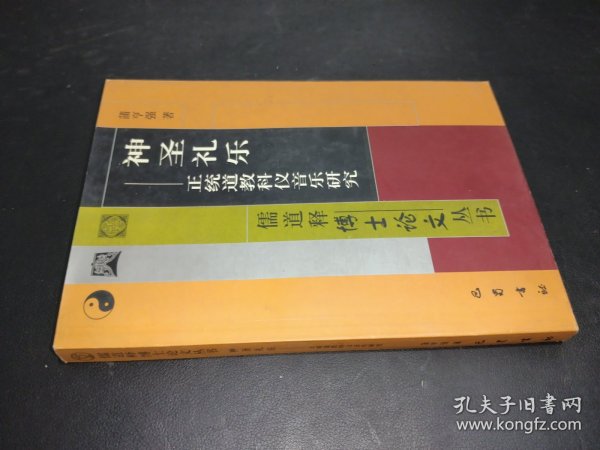 蒲亨强 著
神圣礼乐
——正统道教科仪音乐研究
儒道释博士论文丛书
巴蜀书社
孔夫子旧书网
www.kongfz.com